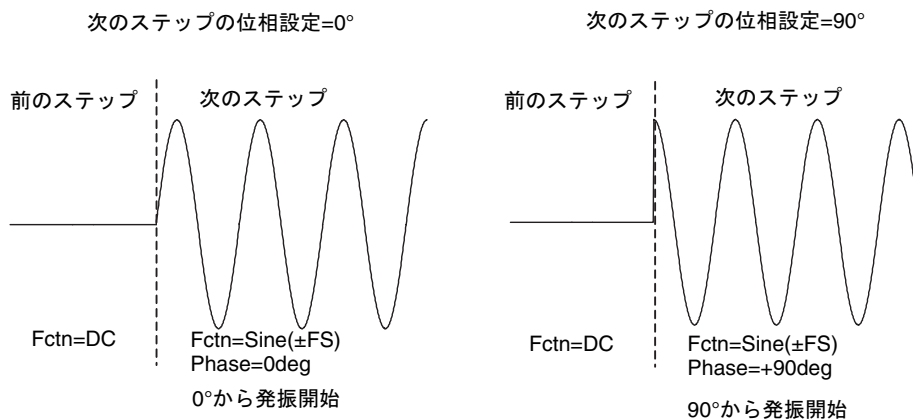 次のステップの位相設定=0°
前のステップ
次のステップ
Fctn=DC
Fctn=Sine(±FS)
Phase=0deg
0°から発振開始
次のステップの位相設定=90°
前のステップ
次のステップ
Fctn=DC
Fctn=Sine(±FS)
Phase=+90deg
90°から発振開始